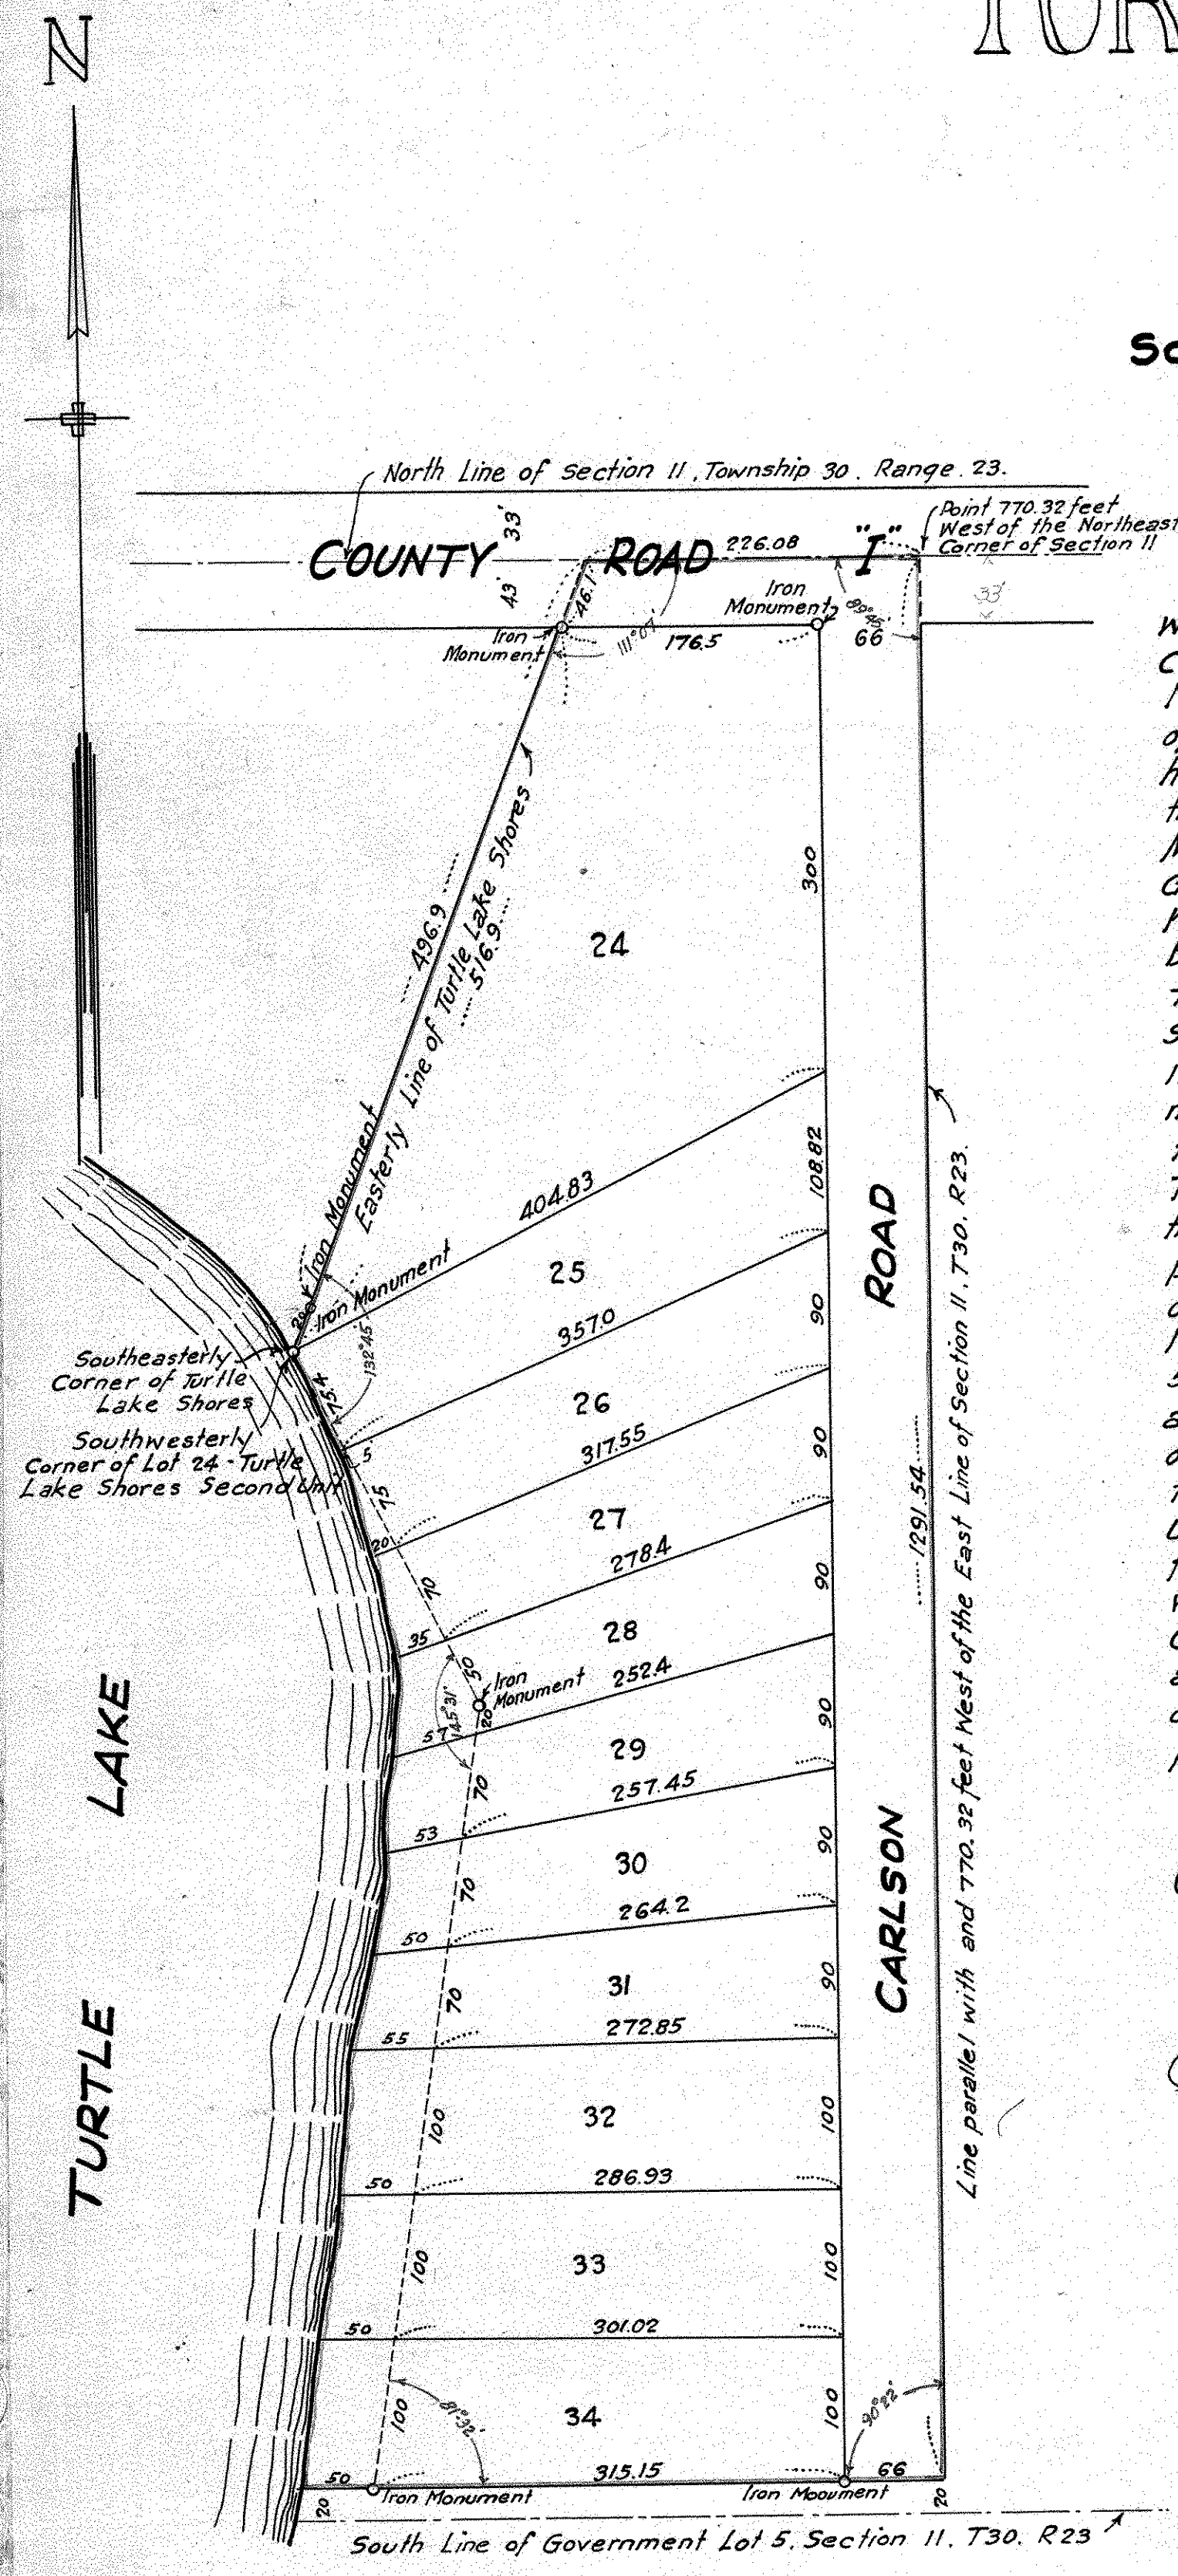 N
TUR
Sc
North Line of Section 11, Township 30. Range 23.
Point 770.32 feet
West of the Northeast
Corner of Section 11
33'
COUNTY ROAD "I"
226.08
43'
46.1
33'
Iron
Monument
Iron
Monument
111°07'
176.5
89°45'
66
496.9
Easterly Line of Turtle Lake Shores
516.9
24
300
Iron Monument
20
Iron Monument
404.83
108.82
132°45'
Southeasterly
Corner of Turtle
Lake Shores
Southwesterly
Corner of Lot 24 - Turtle
Lake Shores Second Unit
75.4
25
357.0
90
5
75
26
317.55
90
20
70
27
278.4
90
35
50
28
Iron
Monument
252.4
90
145°31'
20
57
70
29
257.45
90
53
70
30
264.2
90
50
70
31
272.85
55
100
32
286.93
100
50
100
33
301.02
100
50
100
34
81°32'
100
90°22'
50
315.15
66
Iron Monument
Iron Moovment
20
20
South Line of Government Lot 5. Section 11. T30. R23
CARLSON ROAD
1291.54
Line parallel with and 770.32 feet West of the East Line of Section 11. T30. R23.
TURTLE LAKE